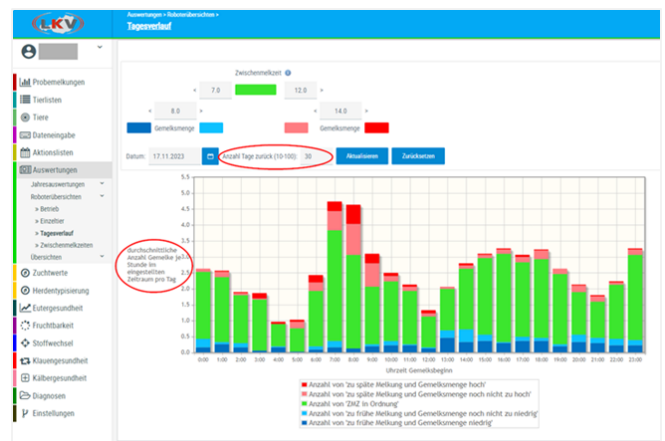 LKV
Auswertungen > Roboterübersichten >
Tagesverlauf
Probemelkungen
Tierlisten
Tiere
Dateneingabe
Aktionslisten
Auswertungen
Jahresauswertungen
Roboterübersichten
» Betrieb
» Einzeltier
» Tagesverlauf
» Zwischenmelkzeiten
Übersichten
Zuchtwerte
Herdentypisierung
Eutergesundheit
Fruchtbarkeit
Stoffwechsel
Klauengesundheit
Kälbergesundheit
Diagnosen
Einstellungen
Zwischenmelkzeit
< 7.0 12.0 >
< 8.0 > < 14.0 >
Gemelksmenge Gemelksmenge
Datum: 17.11.2023 Anzahl Tage zurück (10-100) 30 Aktualisieren Zurücksetzen
durchschnittliche
Anzahl Gemelke je
Stunde im
eingestellten
Zeitraum pro Tag
5.5
5.0
4.5
4.0
3.5
3.0
2.5
2.0
1.5
1.0
0.5
0.0
0:00 1:00 2:00 3:00 4:00 5:00 6:00 7:00 8:00 9:00 10:00 11:00 12:00 13:00 14:00 15:00 16:00 17:00 18:00 19:00 20:00 21:00 22:00 23:00
Uhrzeit Gemelksbeginn
Anzahl von 'zu späte Melkung und Gemelksmenge hoch'
Anzahl von 'zu späte Melkung und Gemelksmenge noch nicht zu hoch'
Anzahl von 'ZMZ in Ordnung'
Anzahl von 'zu frühe Melkung und Gemelksmenge noch nicht zu niedrig'
Anzahl von 'zu frühe Melkung und Gemelksmenge niedrig'